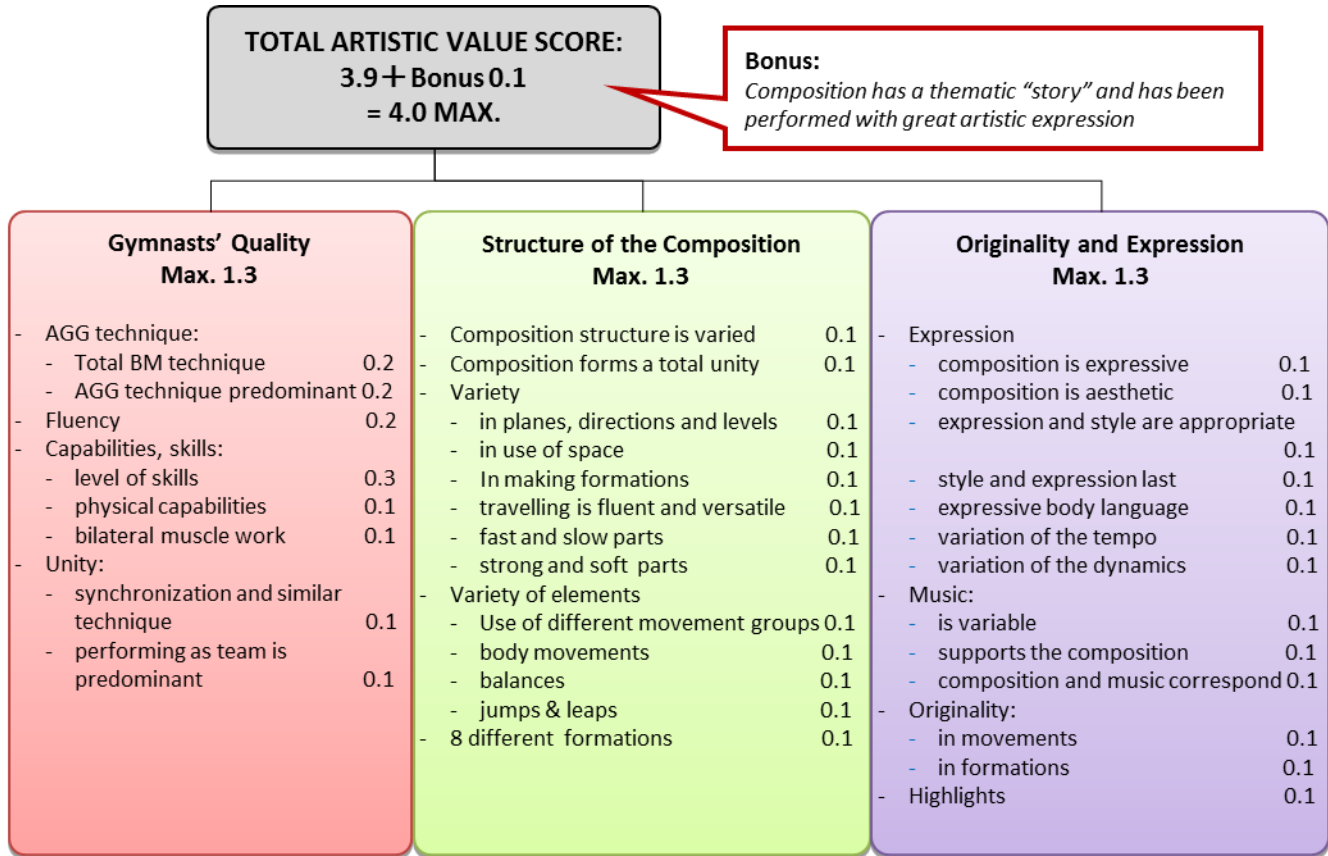 TOTAL ARTISTIC VALUE SCORE:
3.9+Bonus 0.1
= 4.0 MAX.
Bonus:
Composition has a thematic “story” and has been
performed with great artistic expression
Gymnasts’ Quality
Max. 1.3
- AGG technique:
- Total BM technique 0.2
- AGG technique predominant 0.2
- Fluency 0.2
- Capabilities, skills:
- level of skills 0.3
- physical capabilities 0.1
- bilateral muscle work 0.1
- Unity:
- synchronization and similar
technique 0.1
- performing as team is
predominant 0.1
Structure of the Composition
Max. 1.3
- Composition structure is varied 0.1
- Composition forms a total unity 0.1
- Variety
- in planes, directions and levels 0.1
- in use of space 0.1
- In making formations 0.1
- travelling is fluent and versatile 0.1
- fast and slow parts 0.1
- strong and soft parts 0.1
- Variety of elements
- Use of different movement groups 0.1
- body movements 0.1
- balances 0.1
- jumps & leaps 0.1
- 8 different formations 0.1
Originality and Expression
Max. 1.3
- Expression
- composition is expressive 0.1
- composition is aesthetic 0.1
- expression and style are appropriate
0.1
- style and expression last 0.1
- expressive body language 0.1
- variation of the tempo 0.1
- variation of the dynamics 0.1
- Music:
- is variable 0.1
- supports the composition 0.1
- composition and music correspond 0.1
- Originality:
- in movements 0.1
- in formations 0.1
- Highlights 0.1